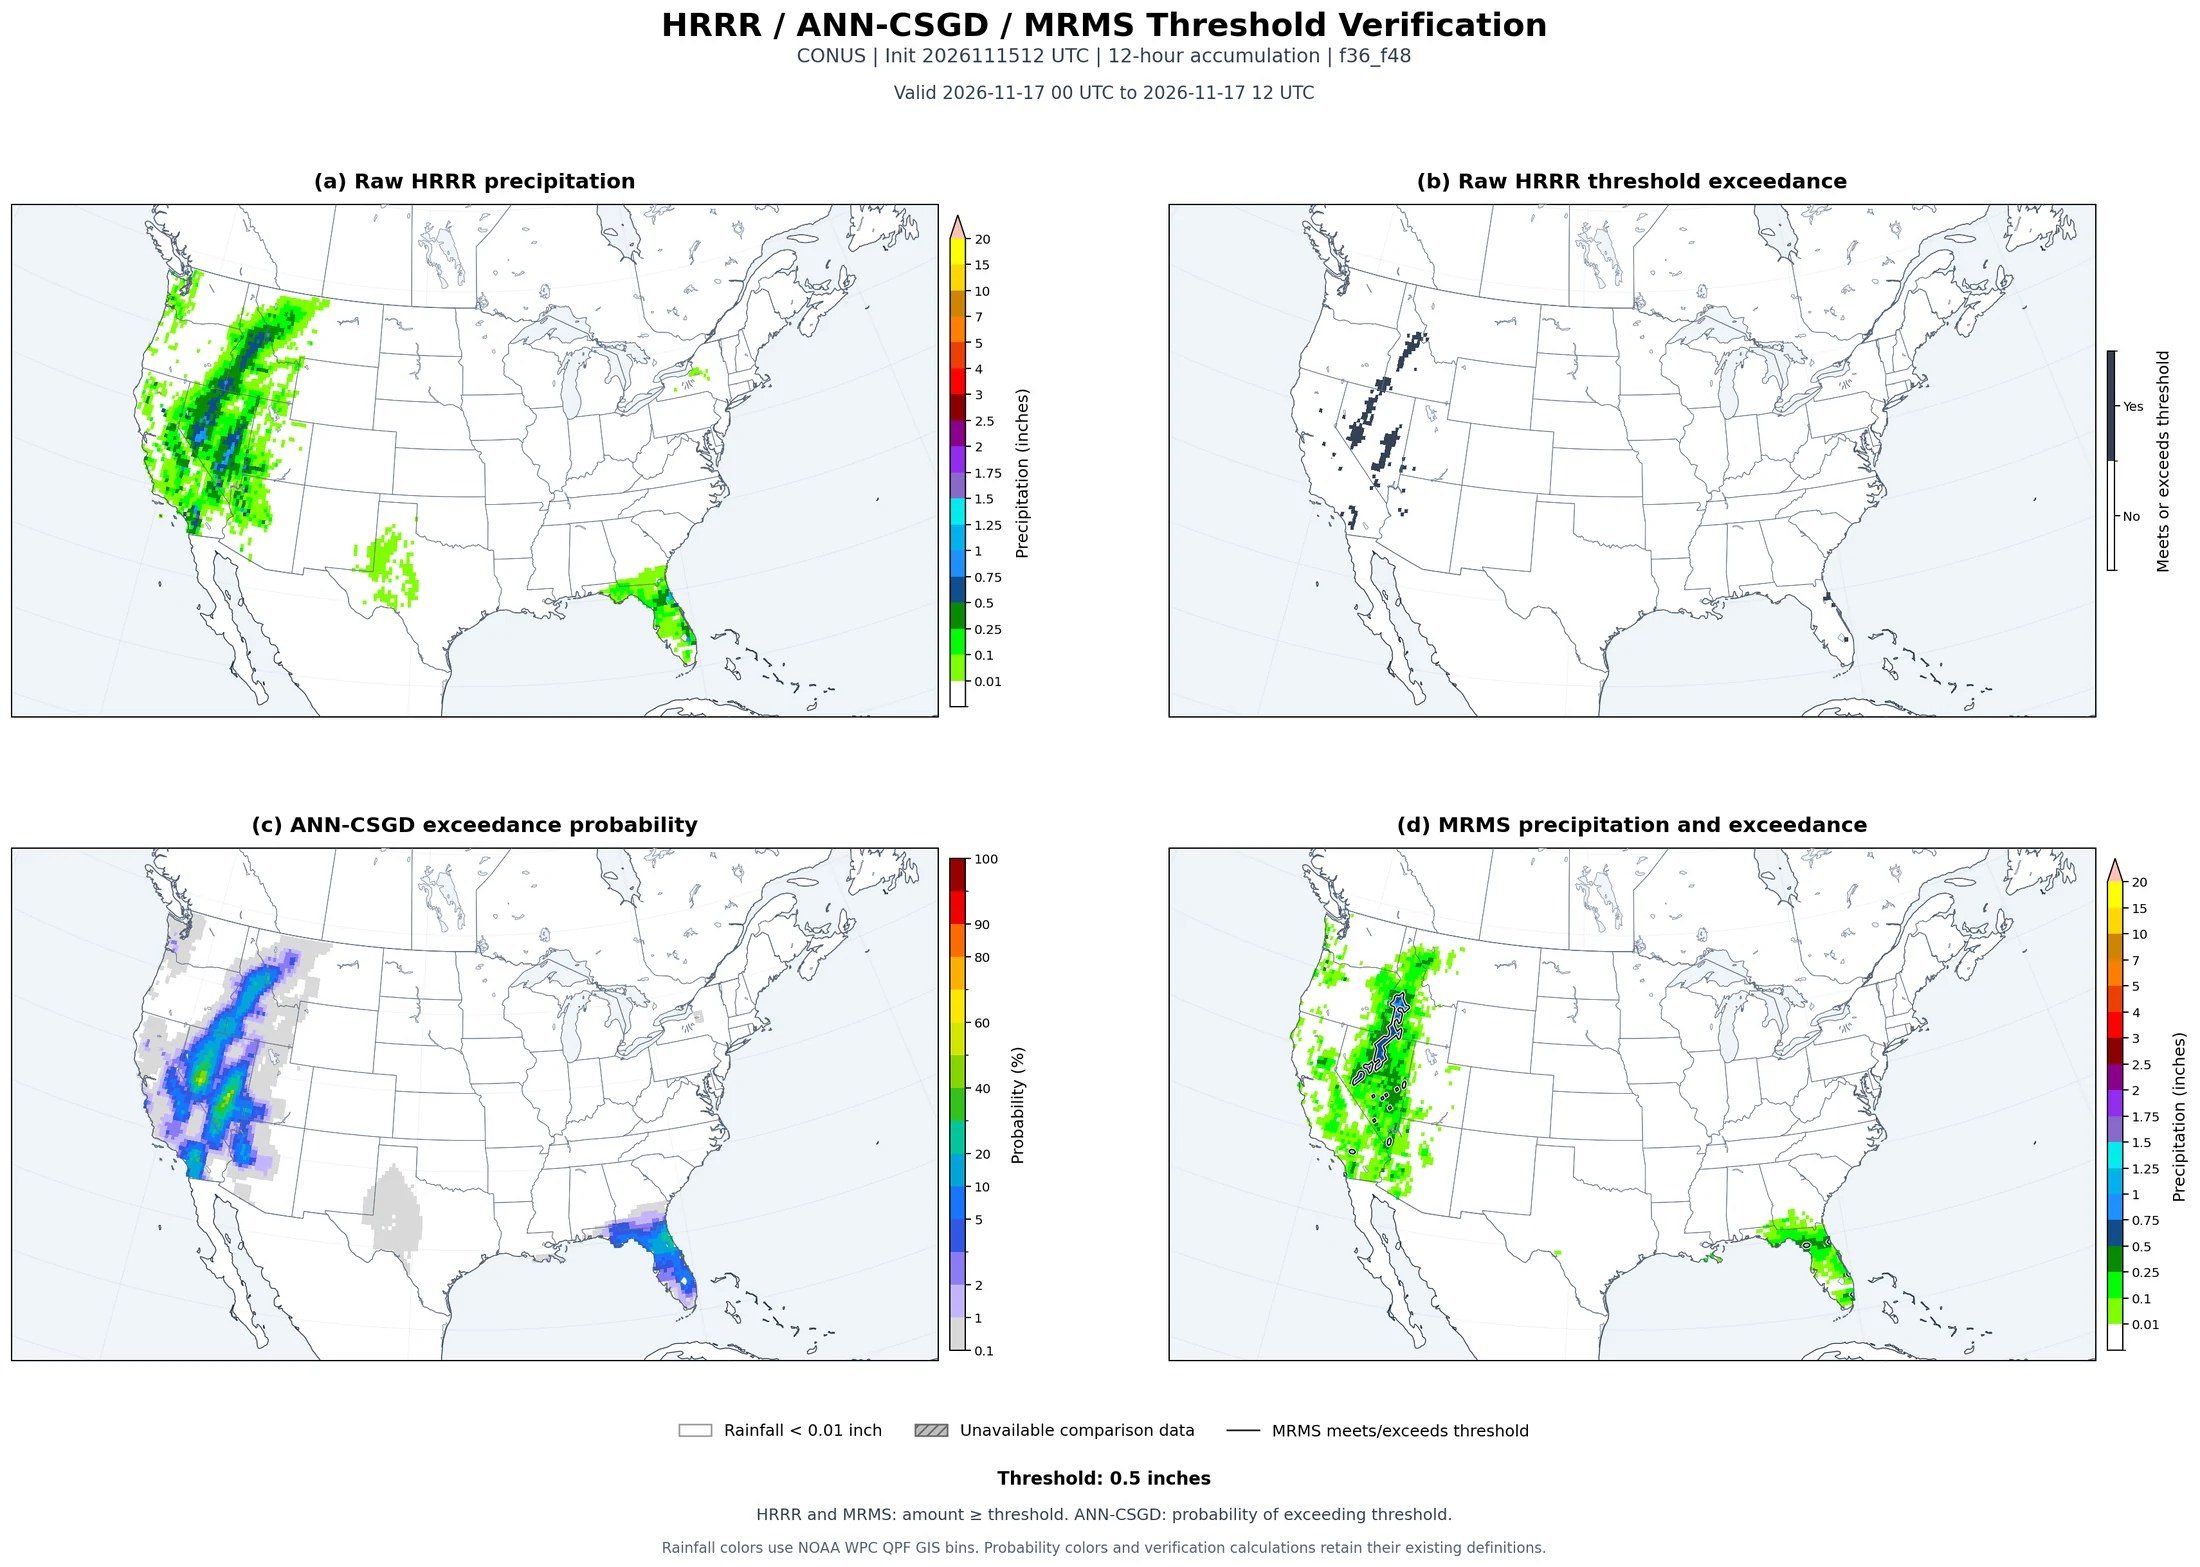 HRRR / ANN-CSGD / MRMS Threshold Verification
CONUS | Init 2026111512 UTC | 12-hour accumulation | f36_f48
Valid 2026-11-17 00 UTC to 2026-11-17 12 UTC
(a) Raw HRRR precipitation
20
15
10
7
5
4
3
2.5
2
1.75
1.5
1.25
1
0.75
0.5
0.25
0.1
0.01
Precipitation (inches)
(b) Raw HRRR threshold exceedance
Yes
No
Meets or exceeds threshold
(c) ANN-CSGD exceedance probability
100
90
80
60
40
20
10
5
2
1
0.1
Probability (%)
(d) MRMS precipitation and exceedance
20
15
10
7
5
4
3
2.5
2
1.75
1.5
1.25
1
0.75
0.5
0.25
0.1
0.01
Precipitation (inches)
Rainfall < 0.01 inch
Unavailable comparison data
MRMS meets/exceeds threshold
Threshold: 0.5 inches
HRRR and MRMS: amount ≥ threshold. ANN-CSGD: probability of exceeding threshold.
Rainfall colors use NOAA WPC QPF GIS bins. Probability colors and verification calculations retain their existing definitions.